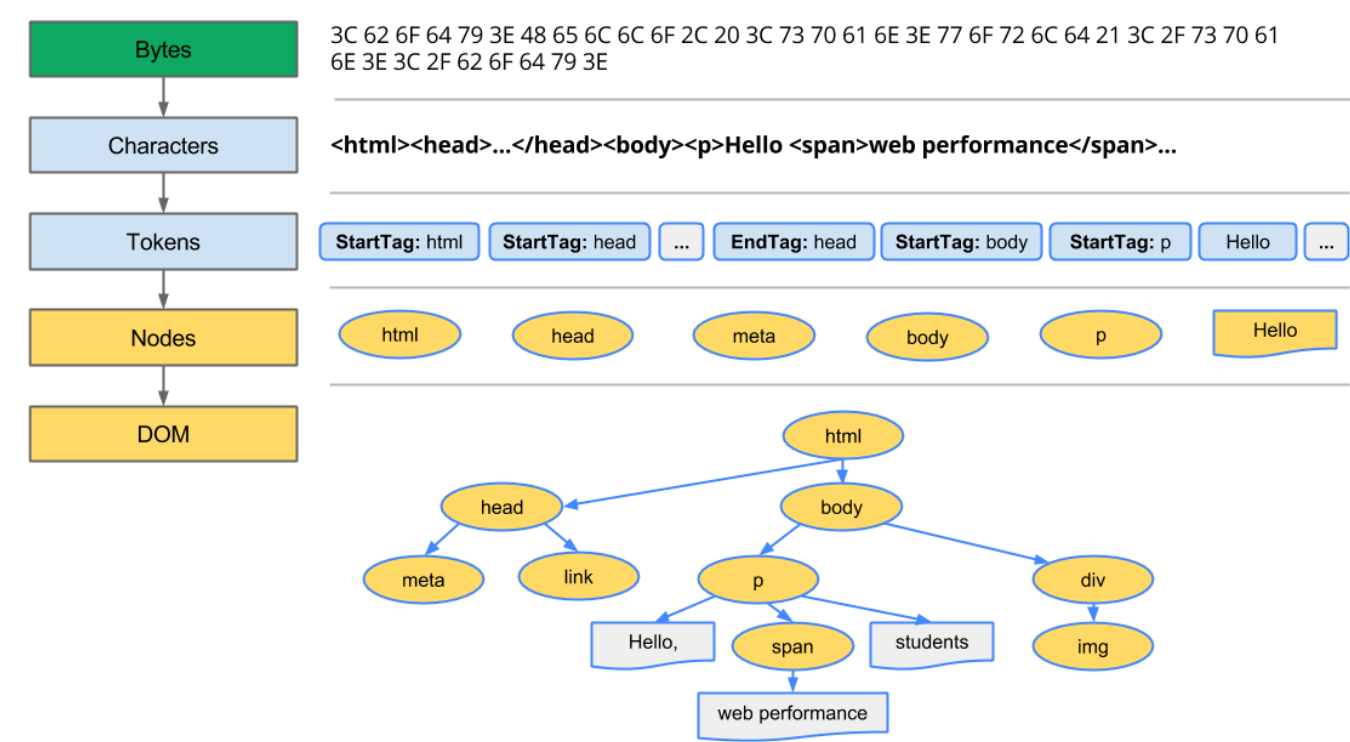 Bytes
3C 62 6F 64 79 3E 48 65 6C 6C 6F 2C 20 3C 73 70 61 6E 3E 77 6F 72 6C 64 21 3C 2F 73 70 61
6E 3E 3C 2F 62 6F 64 79 3E
Characters
<html><head>...</head><body><p>Hello <span>web performance</span>...
Tokens
StartTag: html
StartTag: head
...
EndTag: head
StartTag: body
StartTag: p
Hello
...
Nodes
html
head
meta
body
p
Hello
DOM
html
head
body
meta
link
p
div
Hello,
span
students
img
web performance